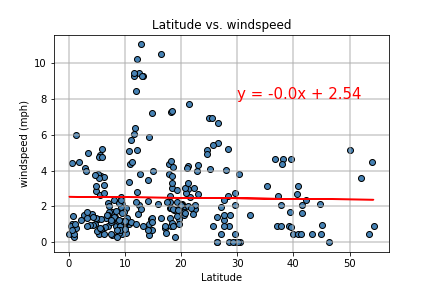 Latitude vs. windspeed
windspeed (mph)
10
8
6
4
2
0
y = -0.0x + 2.54
0 10 20 30 40 50
Latitude